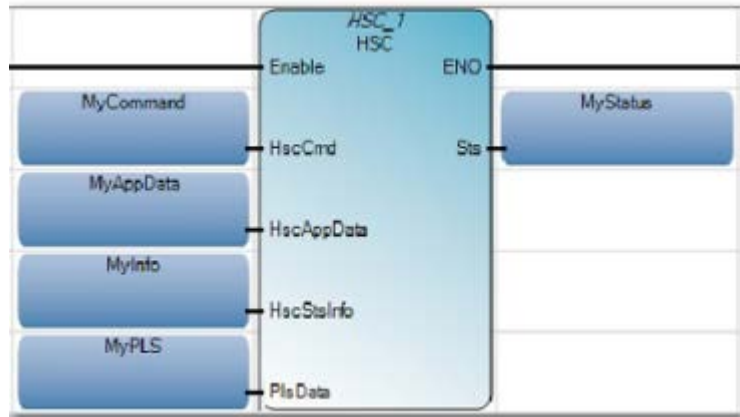 HSC_1
HSC
Enable ENO
MyCommand MyStatus
HscCmd Sts
MyAppData
HscAppData
MyInfo
HscStsInfo
MyPLS
PlsData